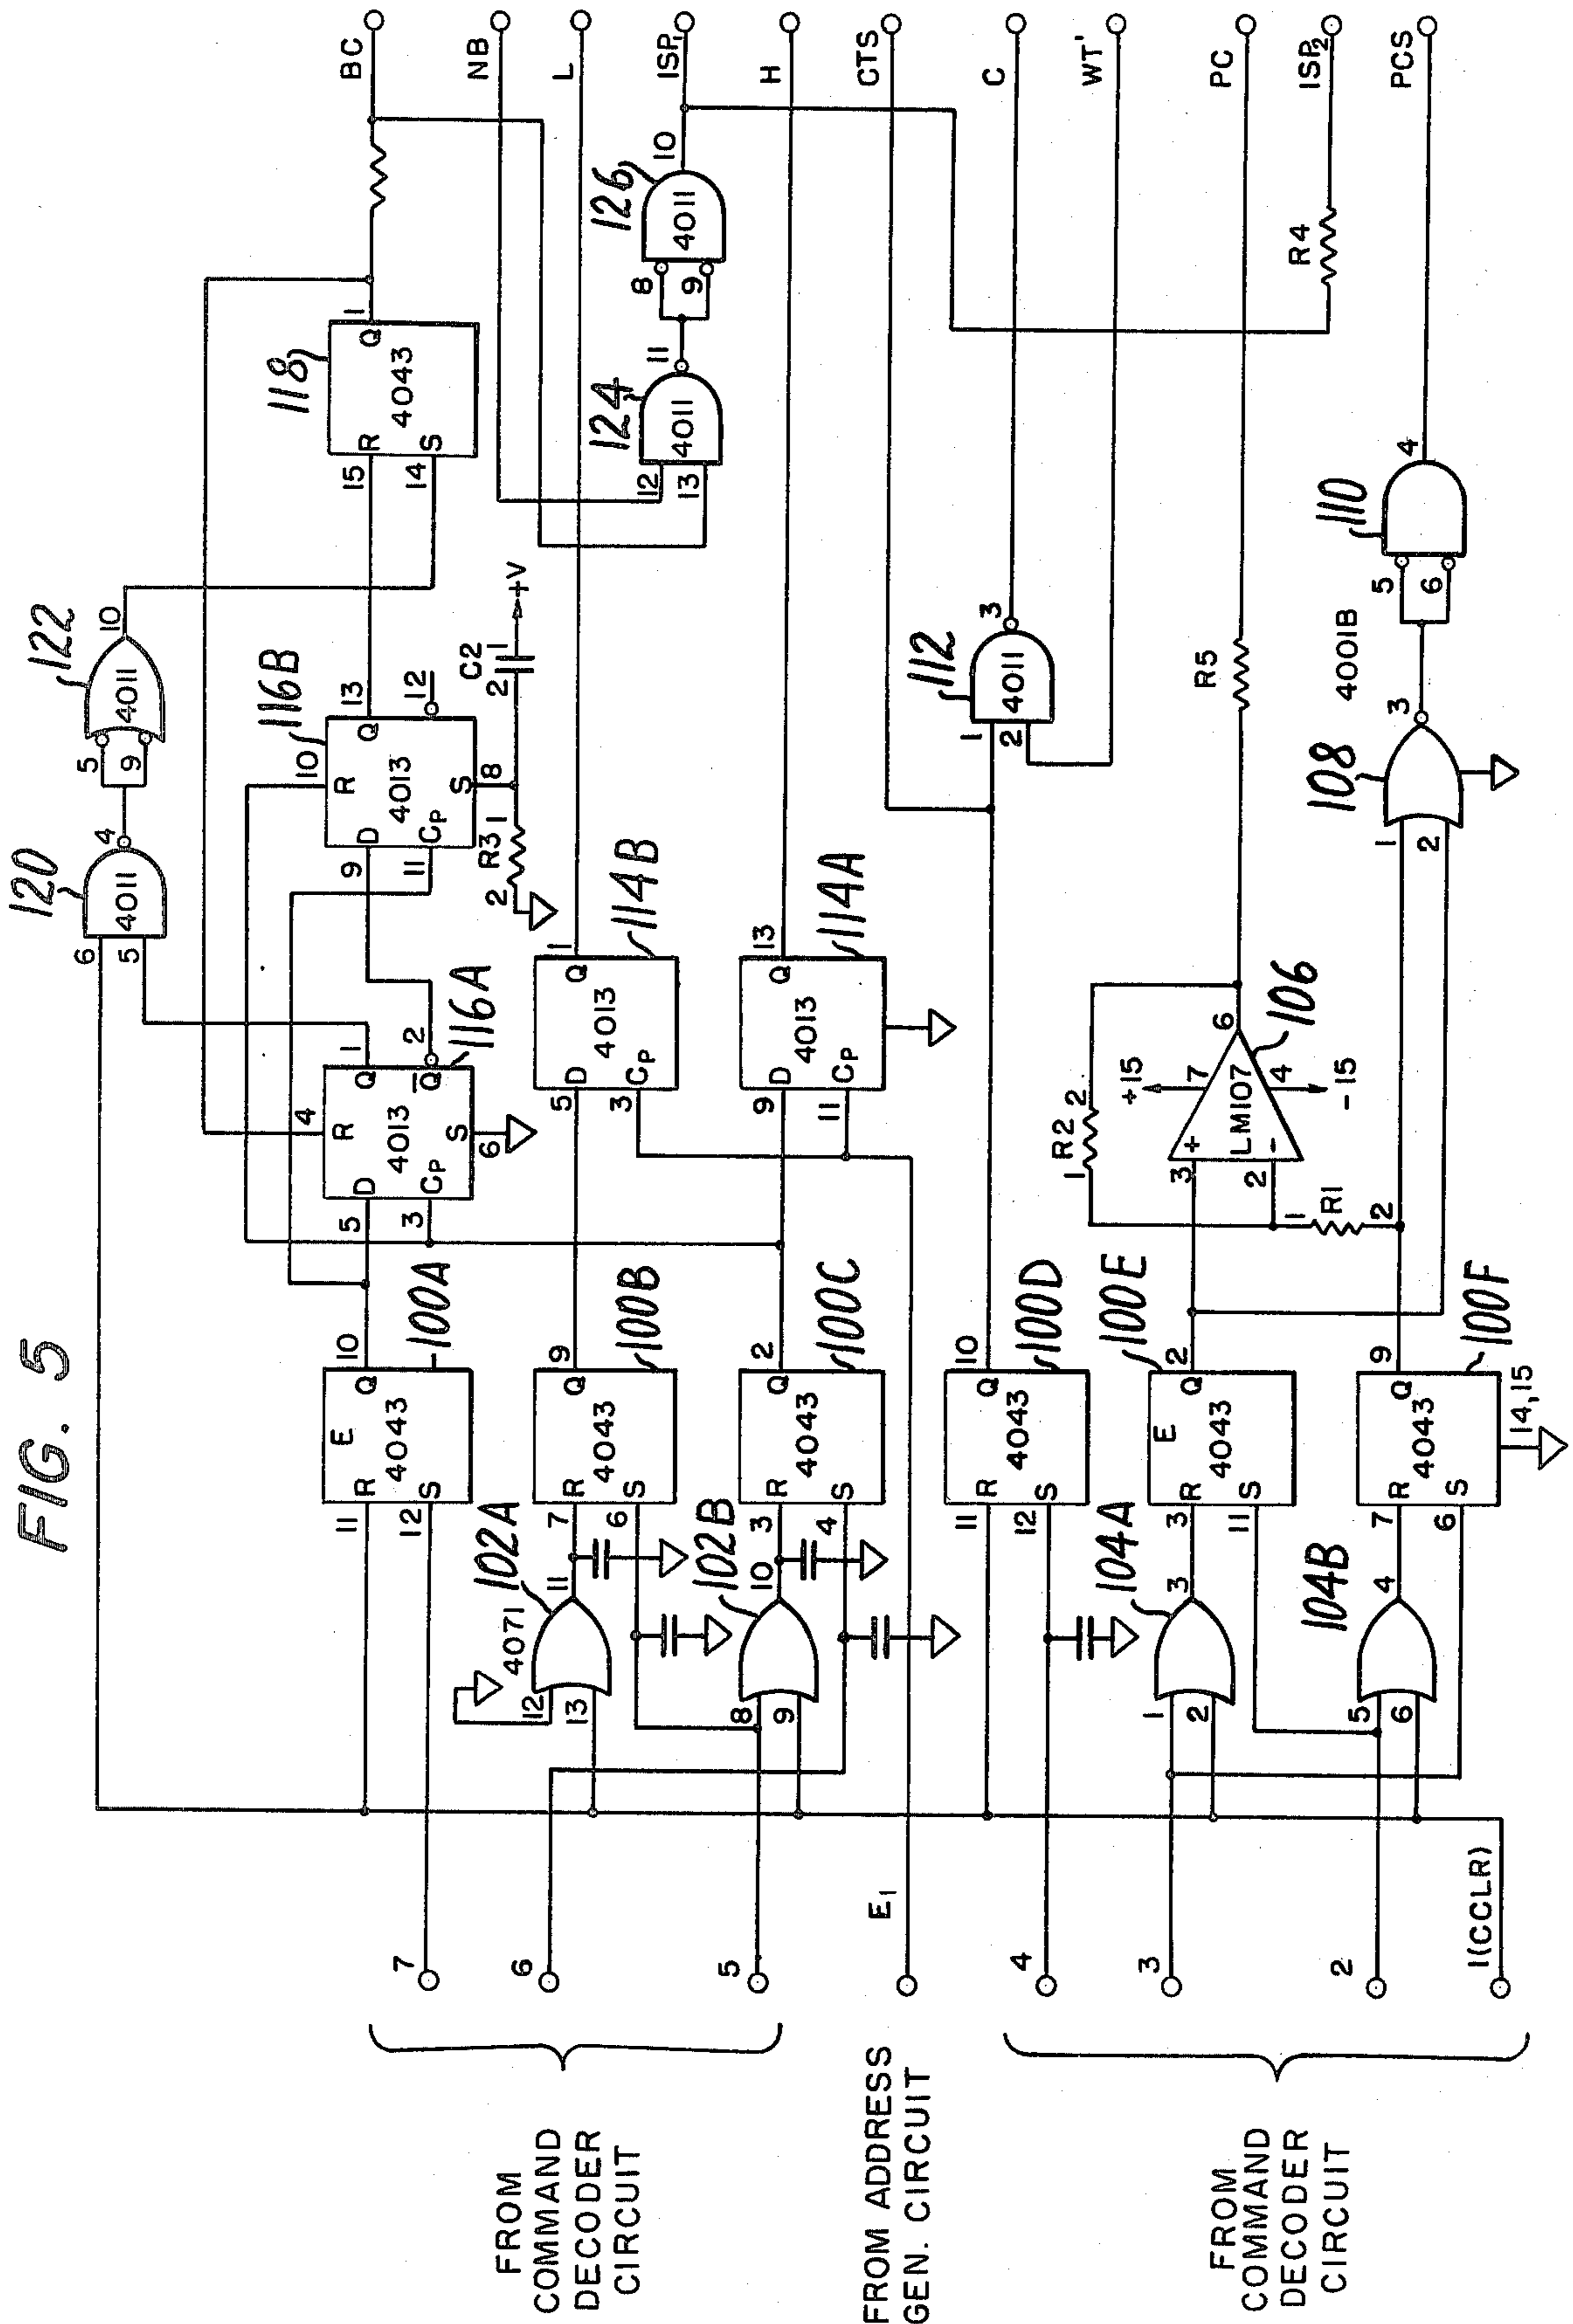 FIG. 5
120
122
6
5
4011
4
5
9
4011
10
118
116B
116A
100A
11
12
R
S
E
4043
Q
10
5
3
D
CP
R
4
4013
S
6
Q
1
Q
2
9
11
D
CP
R
10
4013
S
8
Q
13
12
R3
2
1
C2
2
1
+V
15
14
R
S
4043
Q
1
BC
NB
102A
4071
12
13
11
7
6
R
S
4043
Q
9
100B
5
3
D
CP
4013
Q
1
114B
L
124
12
13
4011
11
126
8
9
4011
10
ISP1
102B
8
9
10
3
4
R
S
4043
Q
2
100C
9
11
D
CP
4013
Q
13
114A
H
CTS
11
12
R
S
4043
Q
10
100D
112
1
2
4011
3
C
WT'
104A
1
2
3
3
11
R
S
E
4043
Q
2
100E
R2
1
2
3
+
2
-
LM107
+15
7
4
-15
6
106
R1
1
2
R5
PC
R4
ISP2
104B
5
6
4
7
6
R
S
4043
Q
9
14,15
100F
108
1
2
3
4001B
110
5
6
4
PCS
7
6
5
E1
4
3
2
1(CCLR)
FROM
COMMAND
DECODER
CIRCUIT
FROM ADDRESS
GEN. CIRCUIT
FROM
COMMAND
DECODER
CIRCUIT